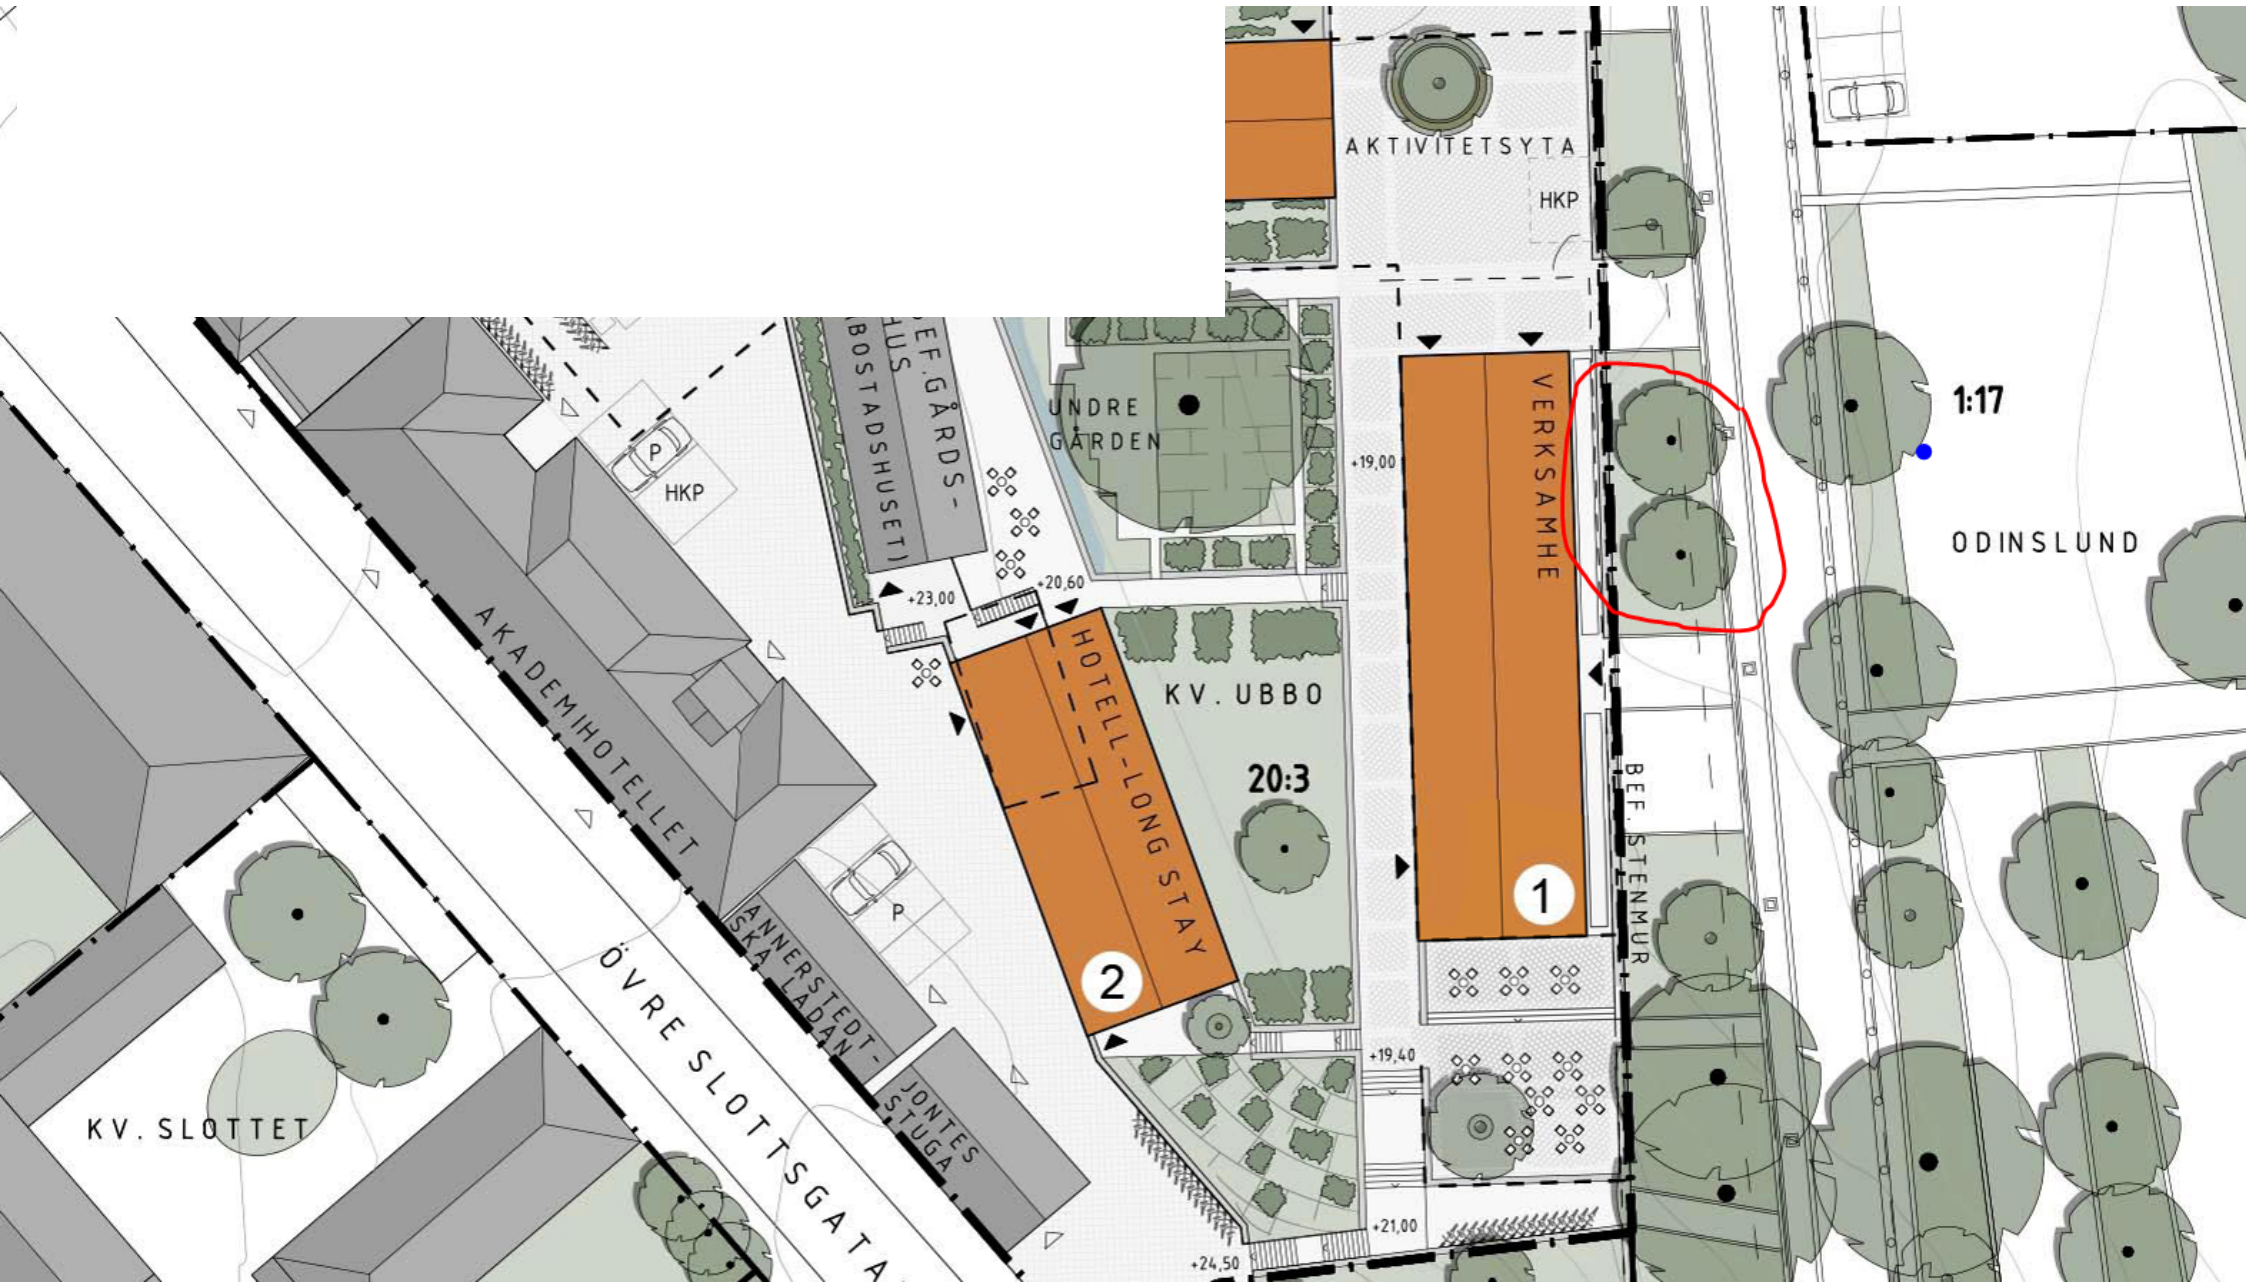 AKTIVITETSYTA
HKP
1:17
VERKSAMHE
UNDRE
GÅRDEN
+19,00
BEF.GÅRDS-
HUS
BOSTADSHUSET)
P
HKP
ODINSLUND
+20,60
+23,00
AKADEMIHOTELLET
HOTELL-LONG STAY
KV. UBBO
20:3
BEF. STENMUR
1
P
ANNERSTEDT-
SKA LADAN
2
ÖVRE SLOTTSGATA
+19,40
JONTES
STUGA
KV. SLOTTET
+21,00
+24,50